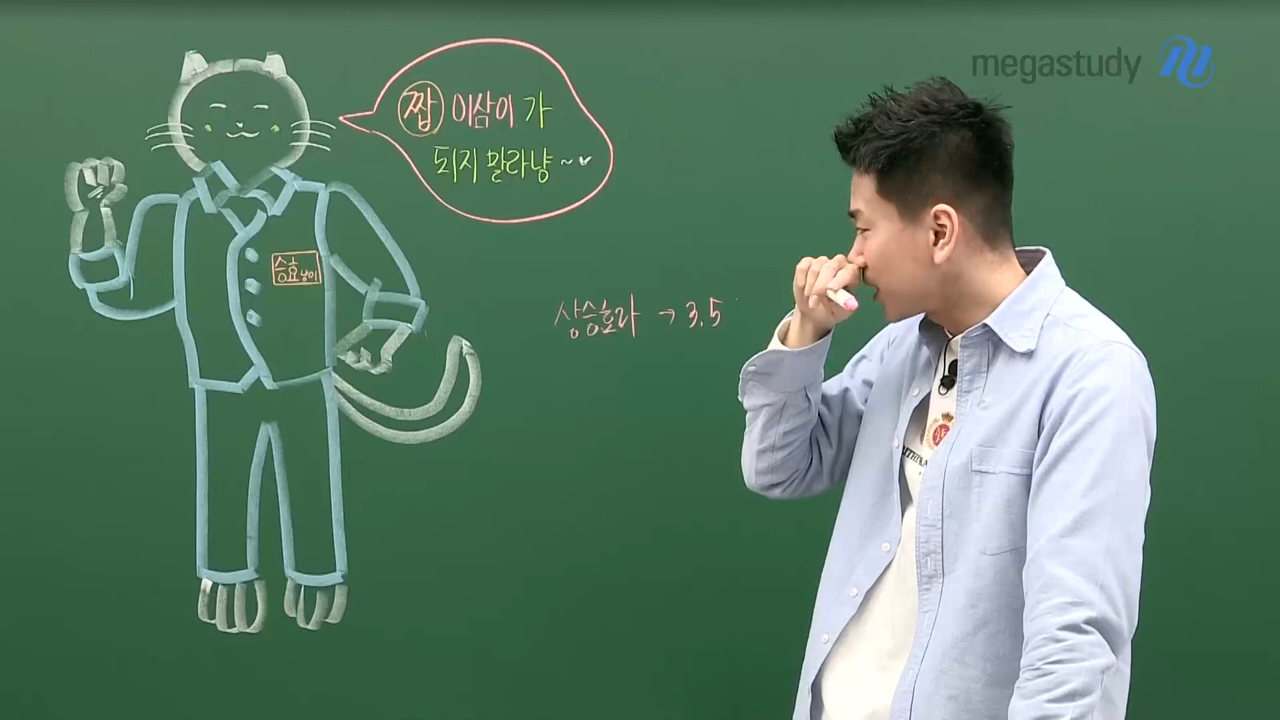 megastudy
짭 이삼이 가
되지 말라냥~
승효냥이
상승효과 → 3.5